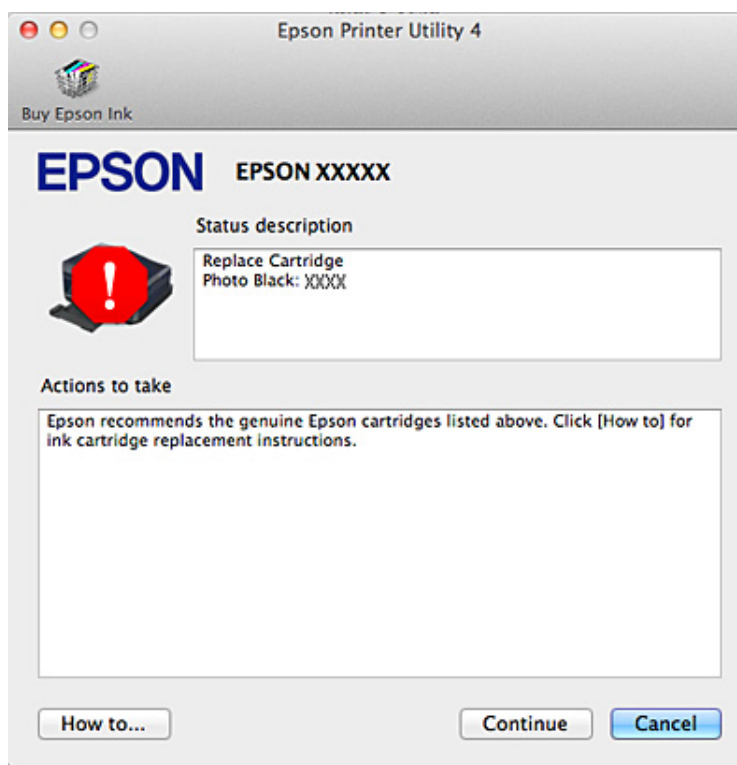 Epson Printer Utility 4
Buy Epson Ink
EPSON EPSON XXXXX
Status description
Replace Cartridge
Photo Black: XXXX
Actions to take
Epson recommends the genuine Epson cartridges listed above. Click [How to] for
ink cartridge replacement instructions.
How to... Continue Cancel